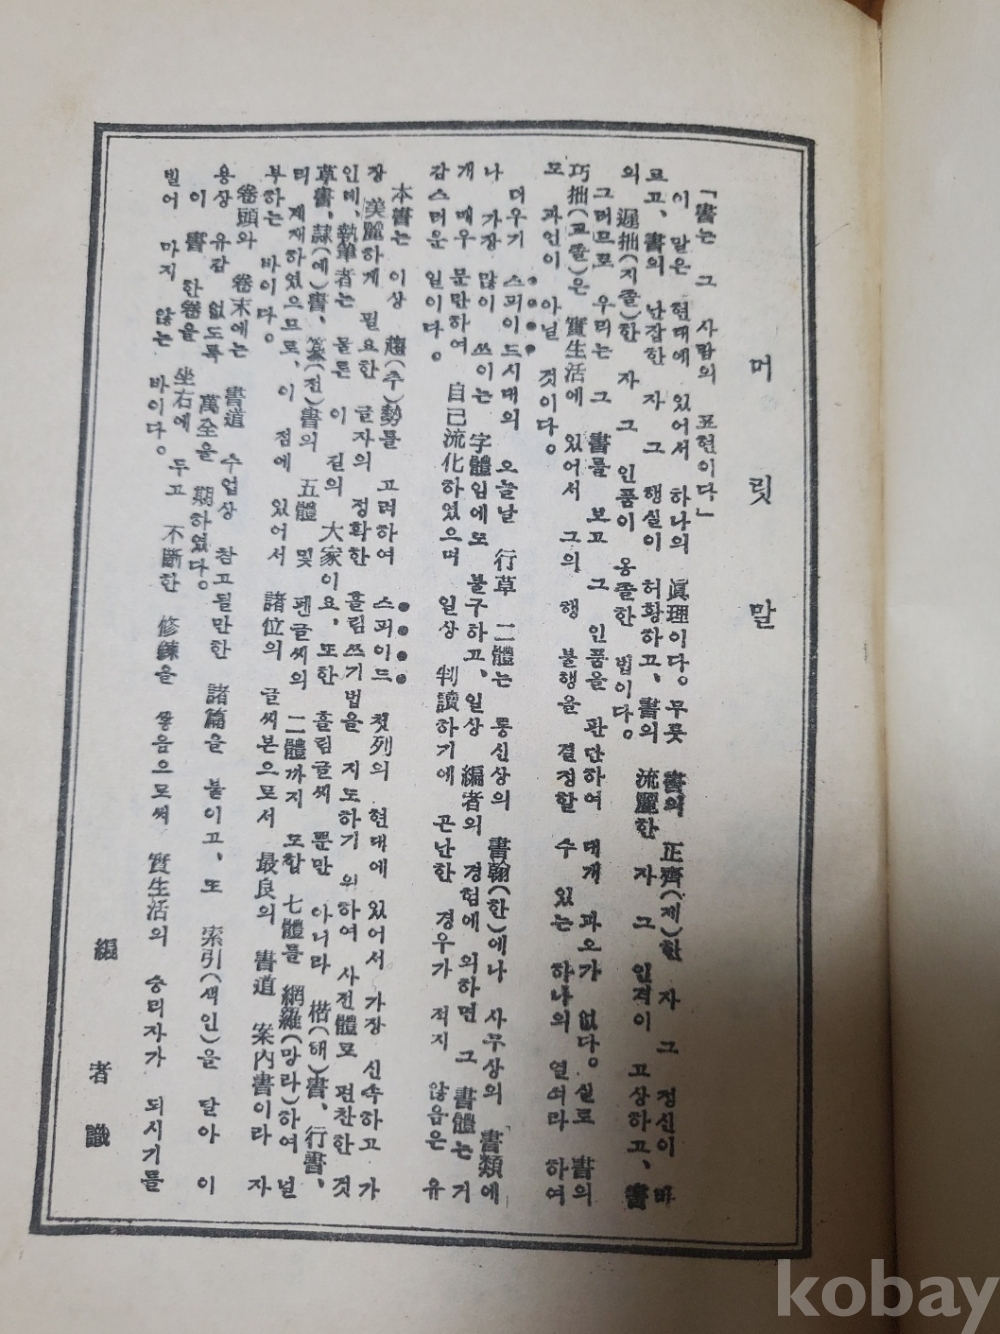 머릿말
「書는 그 사람의 표현이다」
이 말은 현대에 있어서 하나의 眞理이다。무릇 書의 正齊(제)한 자 그 정신이 바
르고、書의 난잡한 자 그 행실이 허황하고、書의 流麗한 자 그 인격이 고상하고、書
의 遲拙(지졸)한 자 그 인품이 옹졸한 법이다。
그러므로 우리는 그 書를 보고 그 인품을 판단하여 대개 과오가 없다。실로 書의
巧拙(교졸)은 實生活에 있어서 그의 행 불행을 결정할 수 있는 하나의 열여라 하여
도 과언이 아닐 것이다。
더우기 스피이드시대의 오늘날 行草 二體는 통신상의 書翰(한)에나 사무상의 書類에
나 가장 많이 쓰이는 字體임에도 불구하고、일상 編者의 경험에 의하면 그 書體는 거
개 매우 문란하여 自己流化하였으며 일상 判讀하기에 곤난한 경우가 적지 않음은 유
감스러운 일이다。
本書는 이상 趨(추)勢를 고려하여 스피이드 첫列의 현대에 있어서 가장 신속하고 가
장 美麗하게 필요한 글자의 정확한 흘림쓰기법을 지도하기 위하여 사전體로 편찬한 것
인데、執筆者는 물론 이 길의 大家이요、또한 흘림글씨 뿐만 아니라 楷(해)書、行書、
草書、隷(예)書、篆(전)書의 五體 및 펜글씨의 二體까지 도합 七體를 網羅(망라)하여 널
리 게재하였으므로、이 점에 있어서 諸位의 글씨본으로서 最良의 書道 案內書이라 자
부하는 바이다。
卷頭와 卷末에는 書道 수업상 참고될만한 諸篇을 붙이고、또 索引(색인)을 달아 이
용상 유감 없도록 萬全을 期하였다。
이 書 한卷을 坐右에 두고 不斷한 修鍊을 쌓음으로써 實生活의 승리자가 되시기를
빌어 마지 않는 바이다。
編者識
kobay